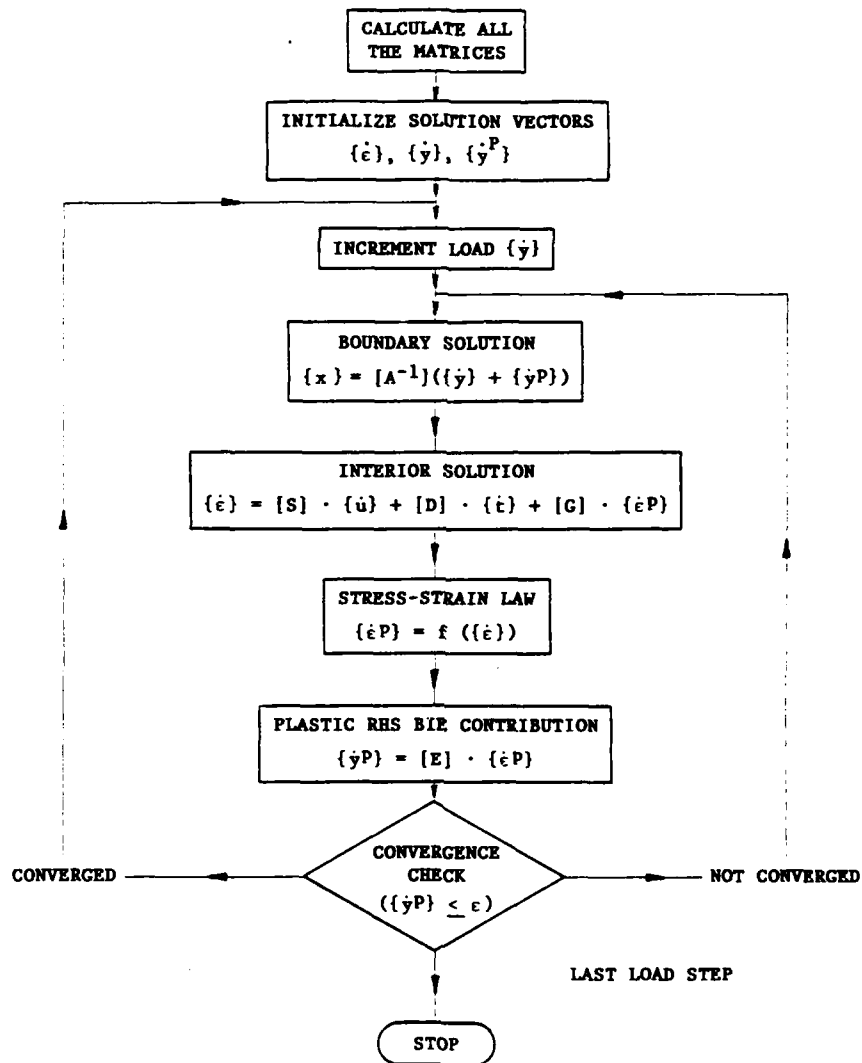 CALCULATE ALL
THE MATRICES
INITIALIZE SOLUTION VECTORS
{ε̇}, {ẏ}, {ẏᴾ}
INCREMENT LOAD {ẏ}
BOUNDARY SOLUTION
{x } = [A⁻¹]({ẏ} + {ẏP})
INTERIOR SOLUTION
{ε̇} = [S] · {u̇} + [D] · {ṫ} + [G] · {ε̇P}
STRESS-STRAIN LAW
{ε̇P} = f ({ε̇})
PLASTIC RHS BIE CONTRIBUTION
{ẏP} = [E] · {ε̇P}
CONVERGENCE
CHECK
({ẏP} ≤ ε)
CONVERGED
NOT CONVERGED
LAST LOAD STEP
STOP